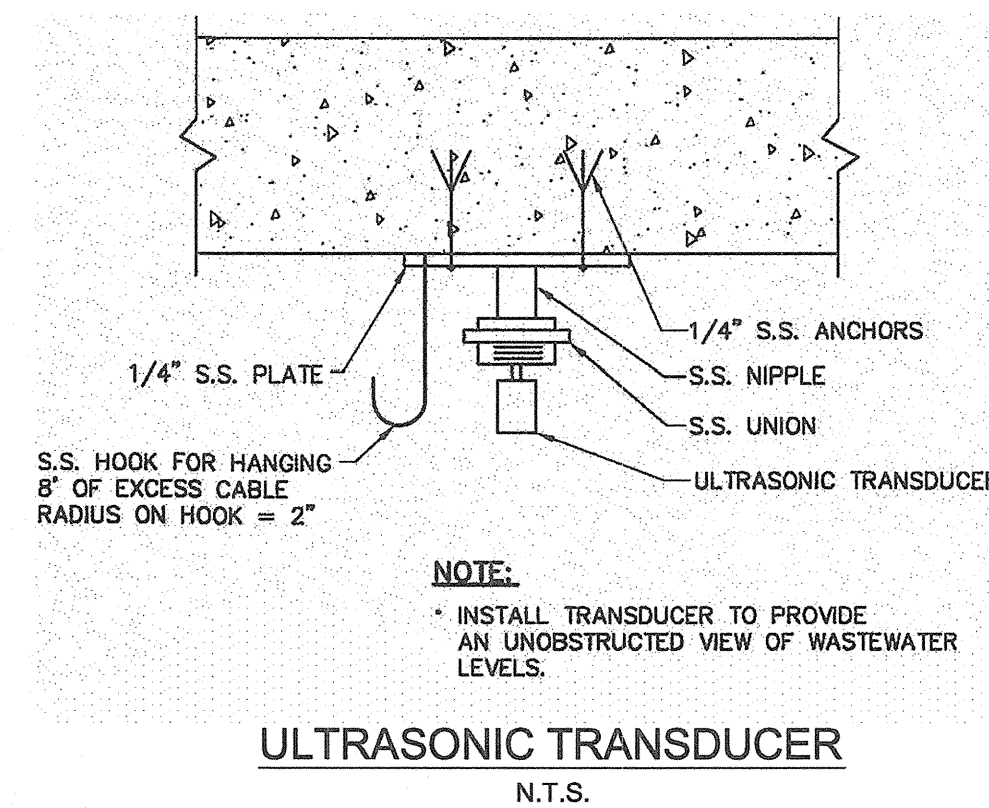 1/4" S.S. ANCHORS
1/4" S.S. PLATE
S.S. NIPPLE
S.S. UNION
S.S. HOOK FOR HANGING
8' OF EXCESS CABLE
RADIUS ON HOOK = 2"
ULTRASONIC TRANSDUCER
NOTE:
• INSTALL TRANSDUCER TO PROVIDE
AN UNOBSTRUCTED VIEW OF WASTEWATER
LEVELS.
ULTRASONIC TRANSDUCER
N.T.S.